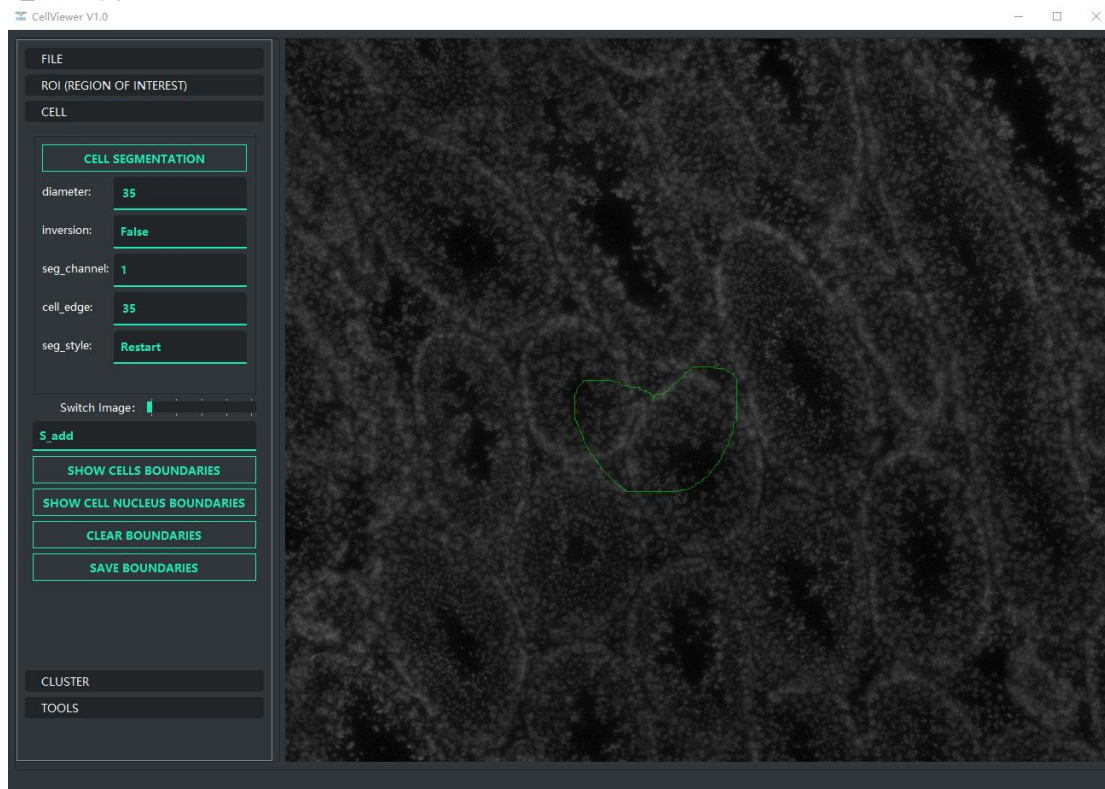 CellViewer V1.0
FILE
ROI (REGION OF INTEREST)
CELL
CELL SEGMENTATION
diameter: 35
inversion: False
seg_channel: 1
cell_edge: 35
seg_style: Restart
Switch Image:
S_add
SHOW CELLS BOUNDARIES
SHOW CELL NUCLEUS BOUNDARIES
CLEAR BOUNDARIES
SAVE BOUNDARIES
CLUSTER
TOOLS